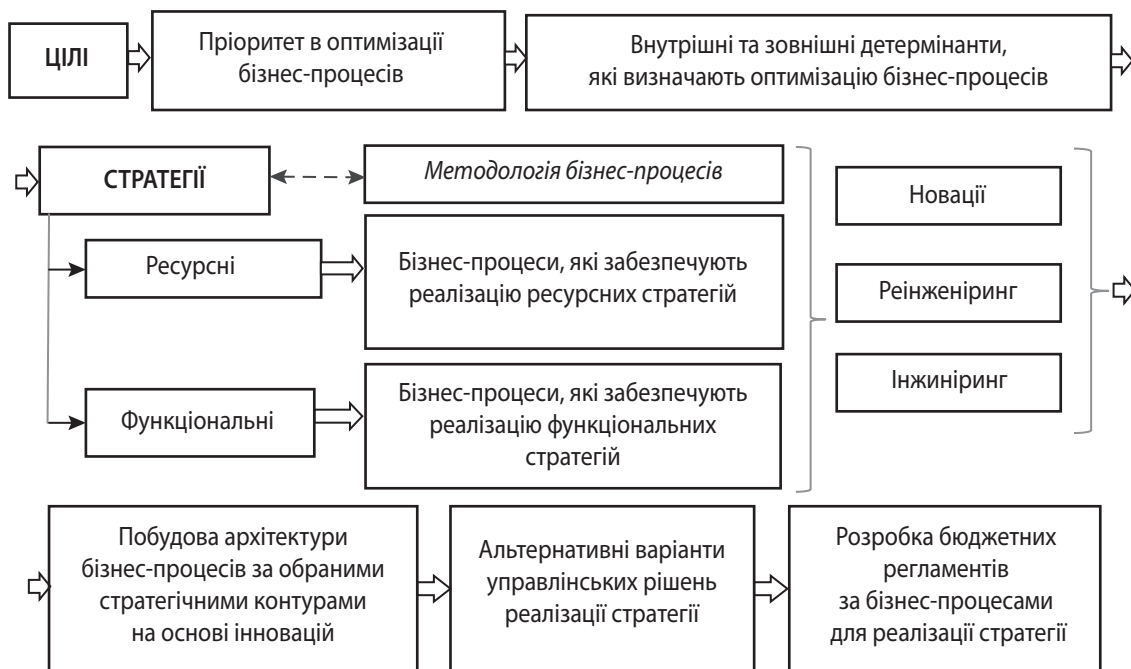 ЦІЛІ
Пріоритет в оптимізації
бізнес-процесів
Внутрішні та зовнішні детермінанти,
які визначають оптимізацію бізнес-процесів
СТРАТЕГІЇ
Методологія бізнес-процесів
Ресурсні
Бізнес-процеси, які забезпечують
реалізацію ресурсних стратегій
Функціональні
Бізнес-процеси, які забезпечують
реалізацію функціональних
стратегій
Новації
Реінженіринг
Інжиніринг
Побудова архітектури
бізнес-процесів за обраними
стратегічними контурами
на основі інновацій
Альтернативні варіанти
управлінських рішень
реалізації стратегії
Розробка бюджетних
регламентів
за бізнес-процесами
для реалізації стратегії